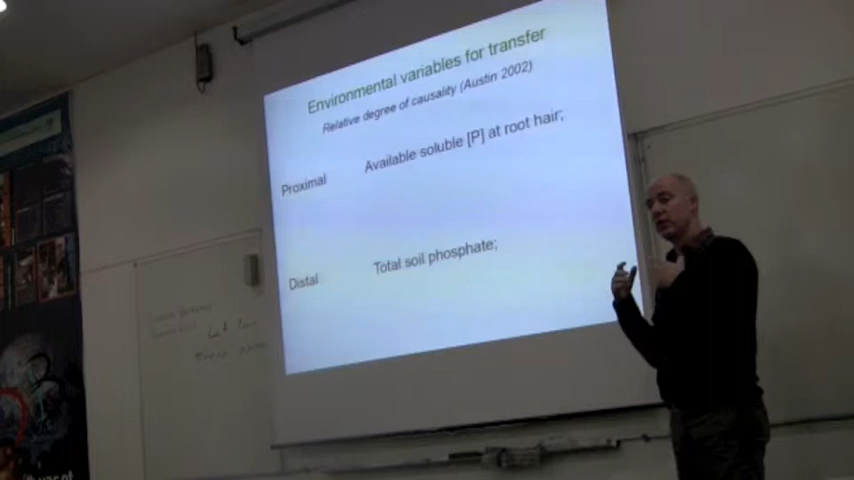 Environmental variables for transfer
Relative degree of causality (Austin 2002)
Proximal
Available soluble [P] at root hair;
Distal
Total soil phosphate;